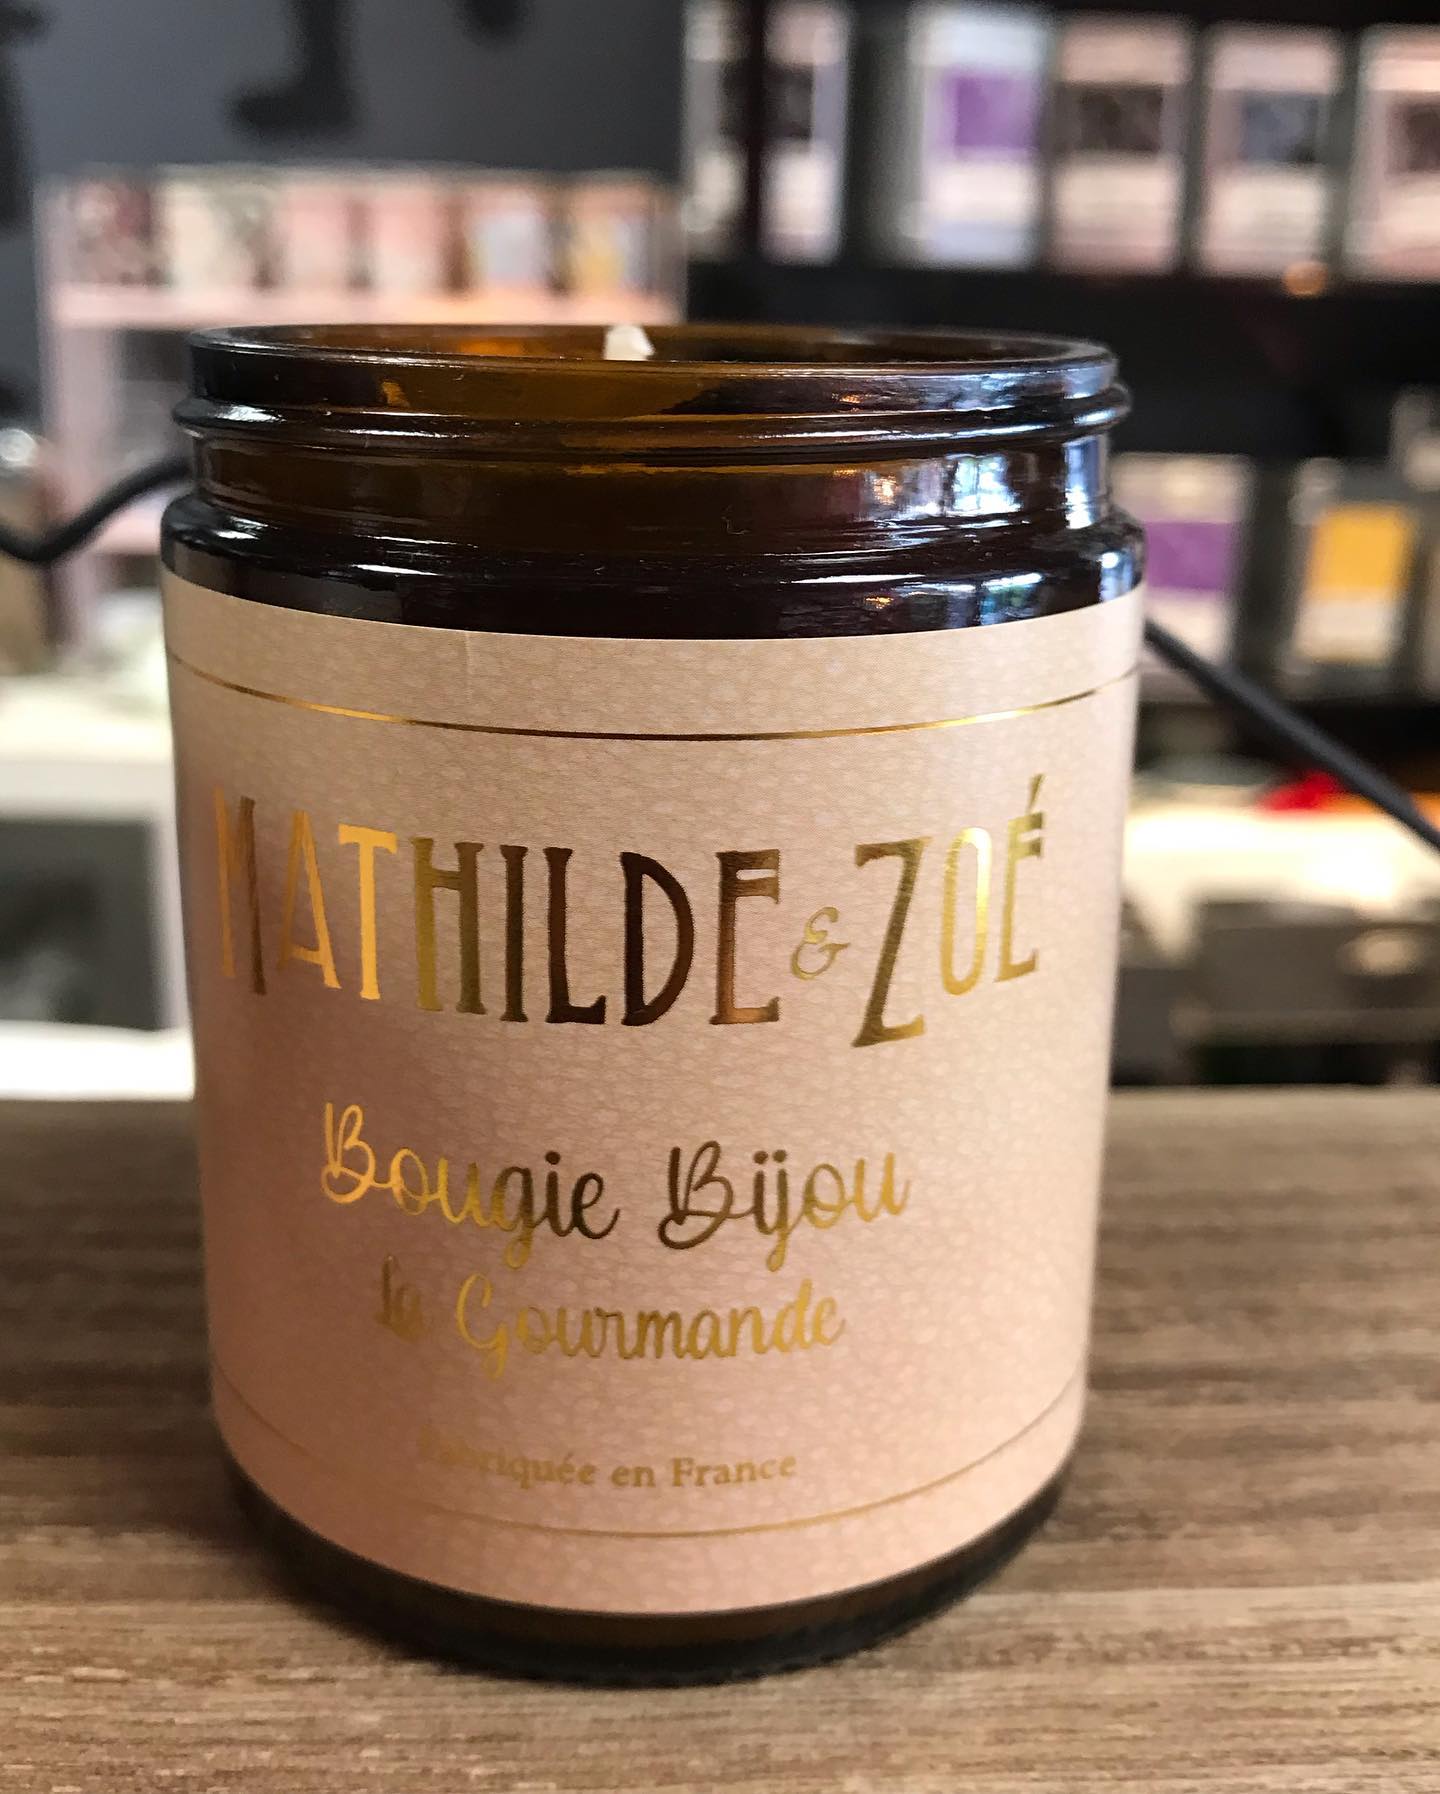 MATHILDE & ZOÉ
Bougie Bijou
La Gourmande
Fabriquée en France